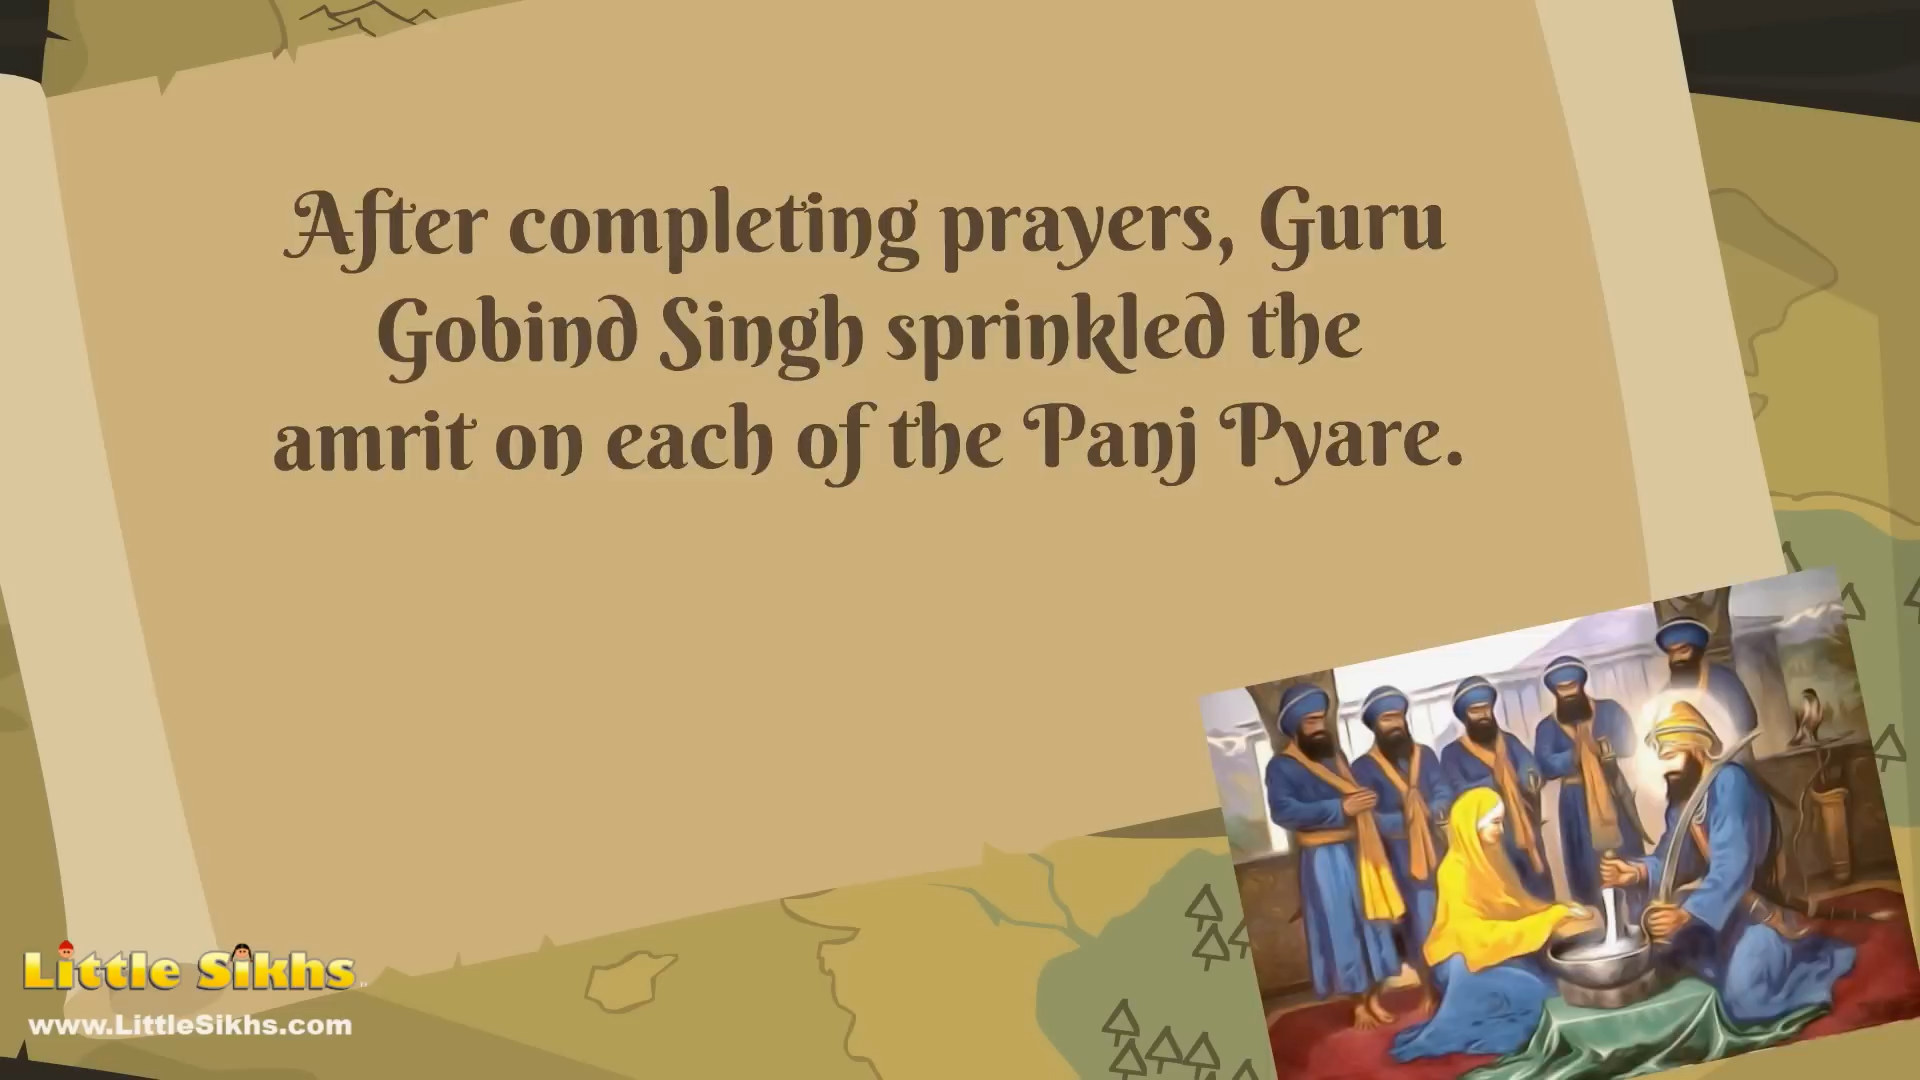 After completing prayers, Guru
Gobind Singh sprinkled the
amrit on each of the Panj Pyare.
Little Sikhs
www.LittleSikhs.com